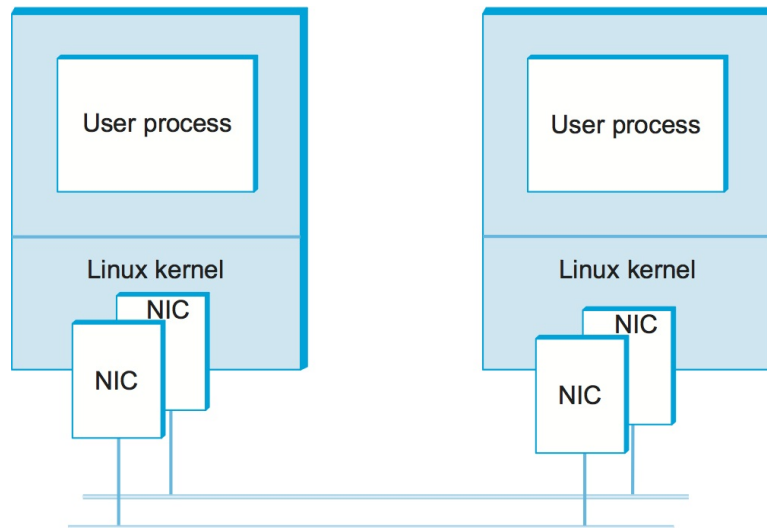 User process
User process
Linux kernel
Linux kernel
NIC
NIC
NIC
NIC